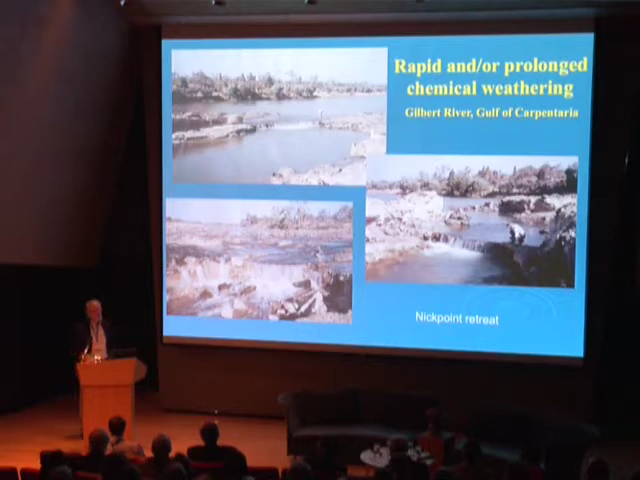 Rapid and/or prolonged
chemical weathering
Gilbert River, Gulf of Carpentaria
Nickpoint retreat